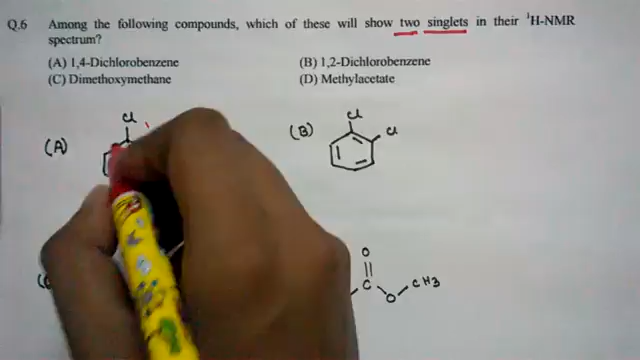 Q.6 Among the following compounds, which of these will show two singlets in their ¹H-NMR
spectrum?
(A) 1,4-Dichlorobenzene (B) 1,2-Dichlorobenzene
(C) Dimethoxymethane (D) Methylacetate
(A) Cl (B) Cl Cl
O
C O CH3